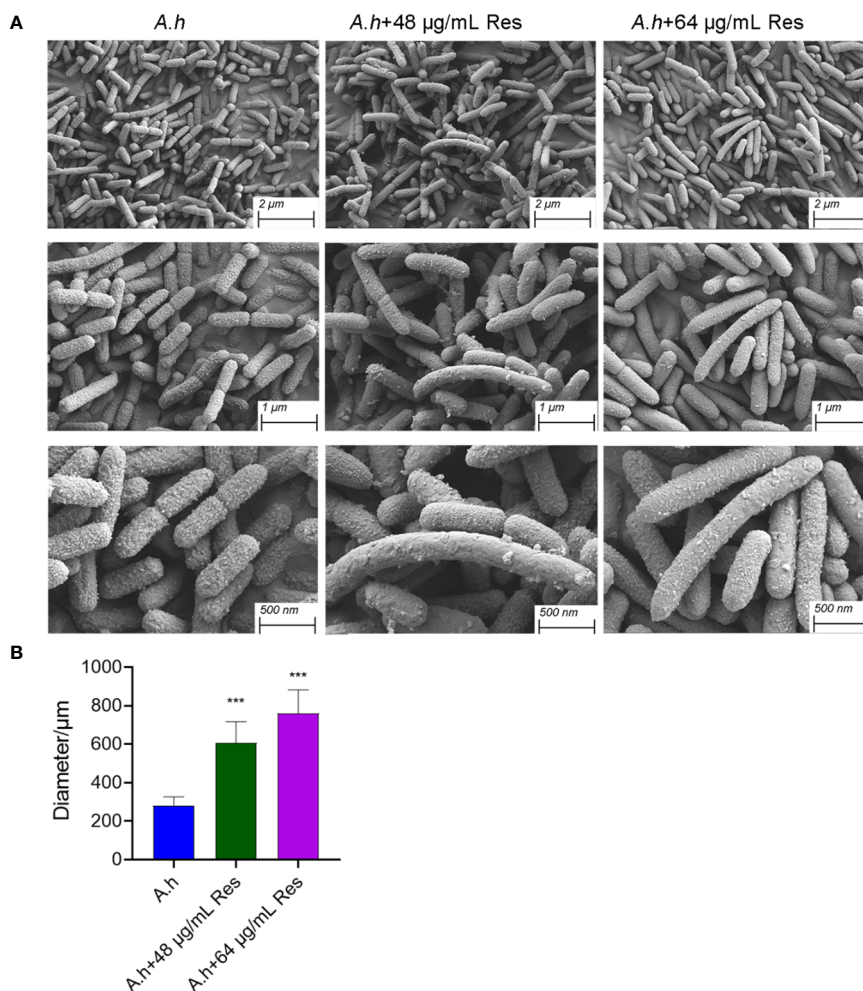 A
A.h
A.h+48 µg/mL Res
A.h+64 µg/mL Res
2 µm
2 µm
2 µm
1 µm
1 µm
1 µm
500 nm
500 nm
500 nm
B
Diameter/µm
1000
800
600
400
200
0
***
***
A.h
A.h+48 µg/mL Res
A.h+64 µg/mL Res